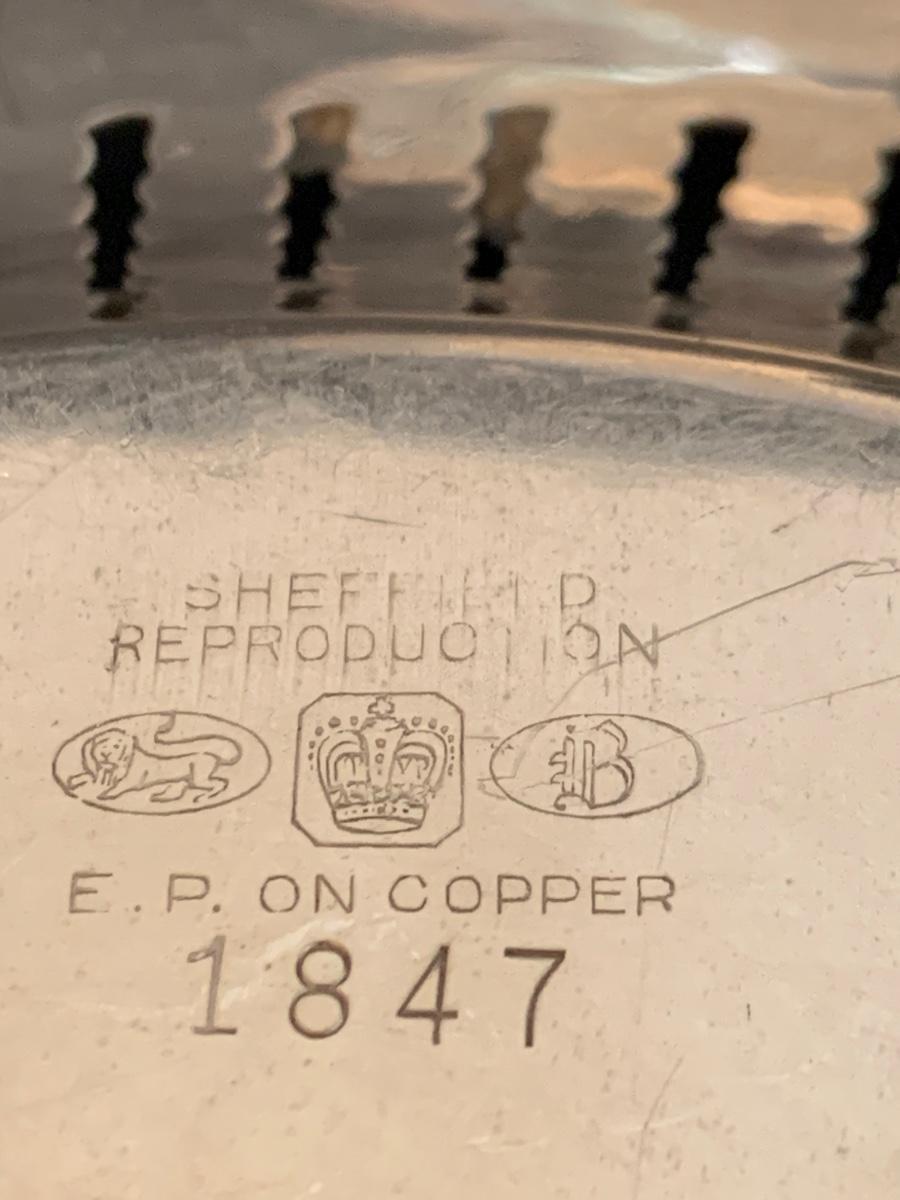 SHEFFIELD
REPRODUCTION
B
E.P. ON COPPER
1847